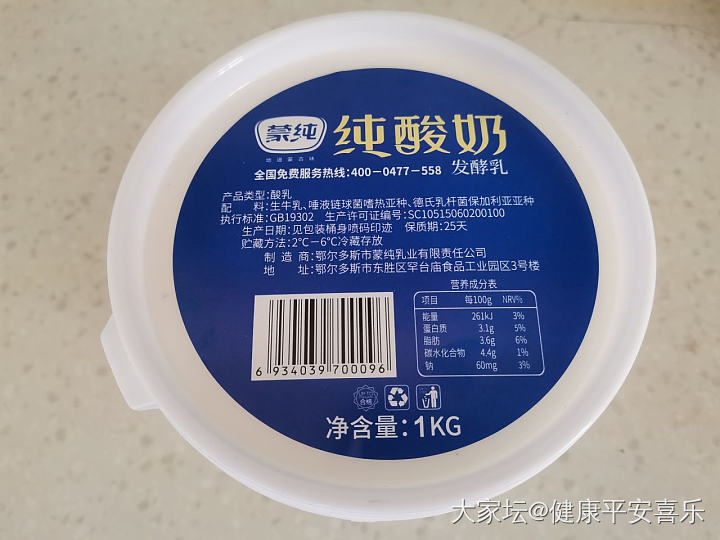 蒙纯
地道蒙古味
纯酸奶
发酵乳
全国免费服务热线:400-0477-558
产品类型:酸乳
配 料:生牛乳、唾液链球菌嗜热亚种、德氏乳杆菌保加利亚亚种
执行标准:GB19302 生产许可证编号:SC10515060200100
生产日期:见包装桶身喷码印迹 保质期:25天
贮藏方法:2℃-6℃冷藏存放
制 造 商:鄂尔多斯市蒙纯乳业有限责任公司
地 址:鄂尔多斯市东胜区罕台庙食品工业园区3号楼
营养成分表
项目 每100g NRV%
能量 261kJ 3%
蛋白质 3.1g 5%
脂肪 3.6g 6%
碳水化合物 4.4g 1%
钠 60mg 3%
6 934039 700096
合格
净含量:1KG
大家坛@健康平安喜乐